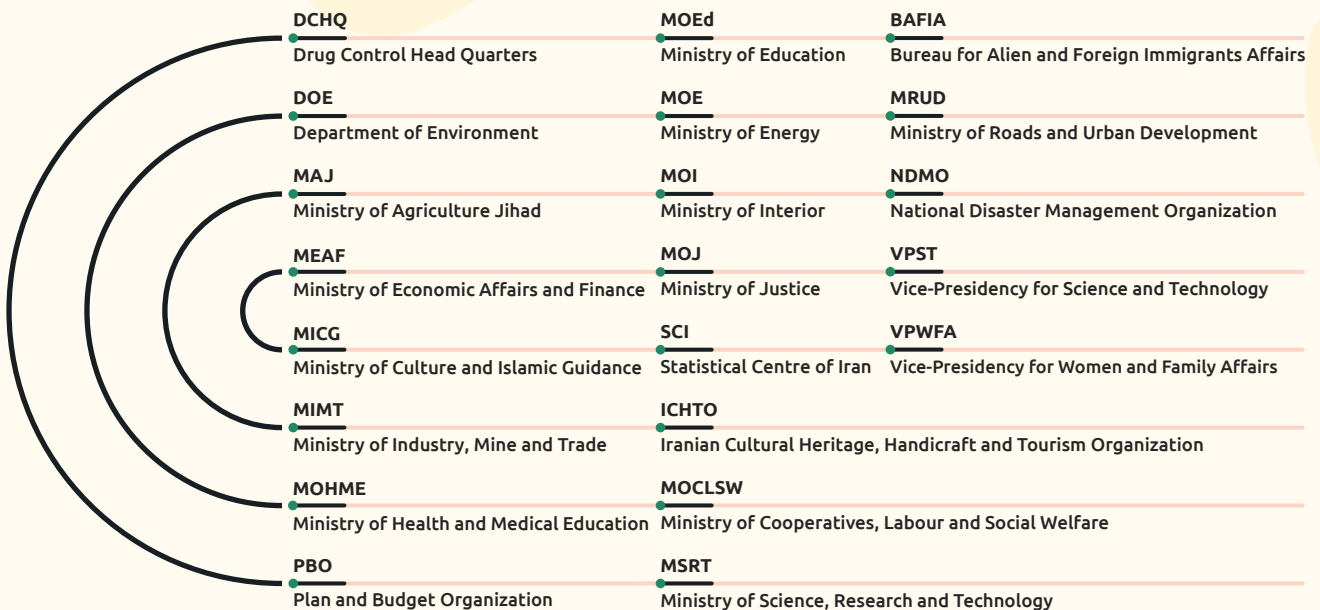 DCHQ
Drug Control Head Quarters
MOEd
Ministry of Education
BAFIA
Bureau for Alien and Foreign Immigrants Affairs
DOE
Department of Environment
MOE
Ministry of Energy
MRUD
Ministry of Roads and Urban Development
MAJ
Ministry of Agriculture Jihad
MOI
Ministry of Interior
NDMO
National Disaster Management Organization
MEAF
Ministry of Economic Affairs and Finance
MOJ
Ministry of Justice
VPST
Vice-Presidency for Science and Technology
MICG
Ministry of Culture and Islamic Guidance
SCI
Statistical Centre of Iran
VPWFA
Vice-Presidency for Women and Family Affairs
MIMT
Ministry of Industry, Mine and Trade
ICHTO
Iranian Cultural Heritage, Handicraft and Tourism Organization
MOHME
Ministry of Health and Medical Education
MOCLSW
Ministry of Cooperatives, Labour and Social Welfare
PBO
Plan and Budget Organization
MSRT
Ministry of Science, Research and Technology